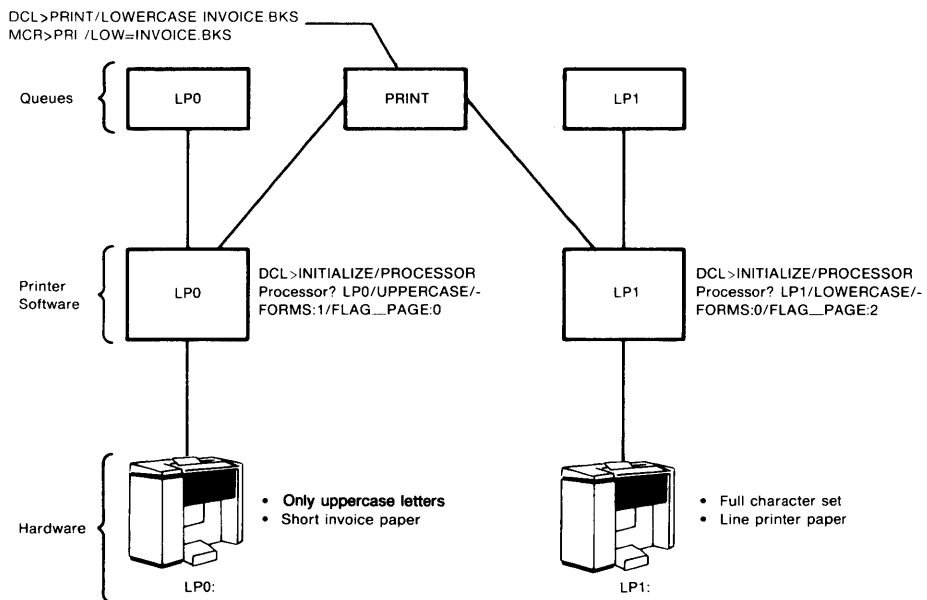 DCL>PRINT/LOWERCASE INVOICE.BKS
MCR>PRI /LOW=INVOICE.BKS
Queues
LP0
PRINT
LP1
Printer
Software
LP0
DCL>INITIALIZE/PROCESSOR
Processor? LP0/UPPERCASE/-
FORMS:1/FLAG__PAGE:0
LP1
DCL>INITIALIZE/PROCESSOR
Processor? LP1/LOWERCASE/-
FORMS:0/FLAG__PAGE:2
Hardware
• Only uppercase letters
• Short invoice paper
• Full character set
• Line printer paper
LP0:
LP1: